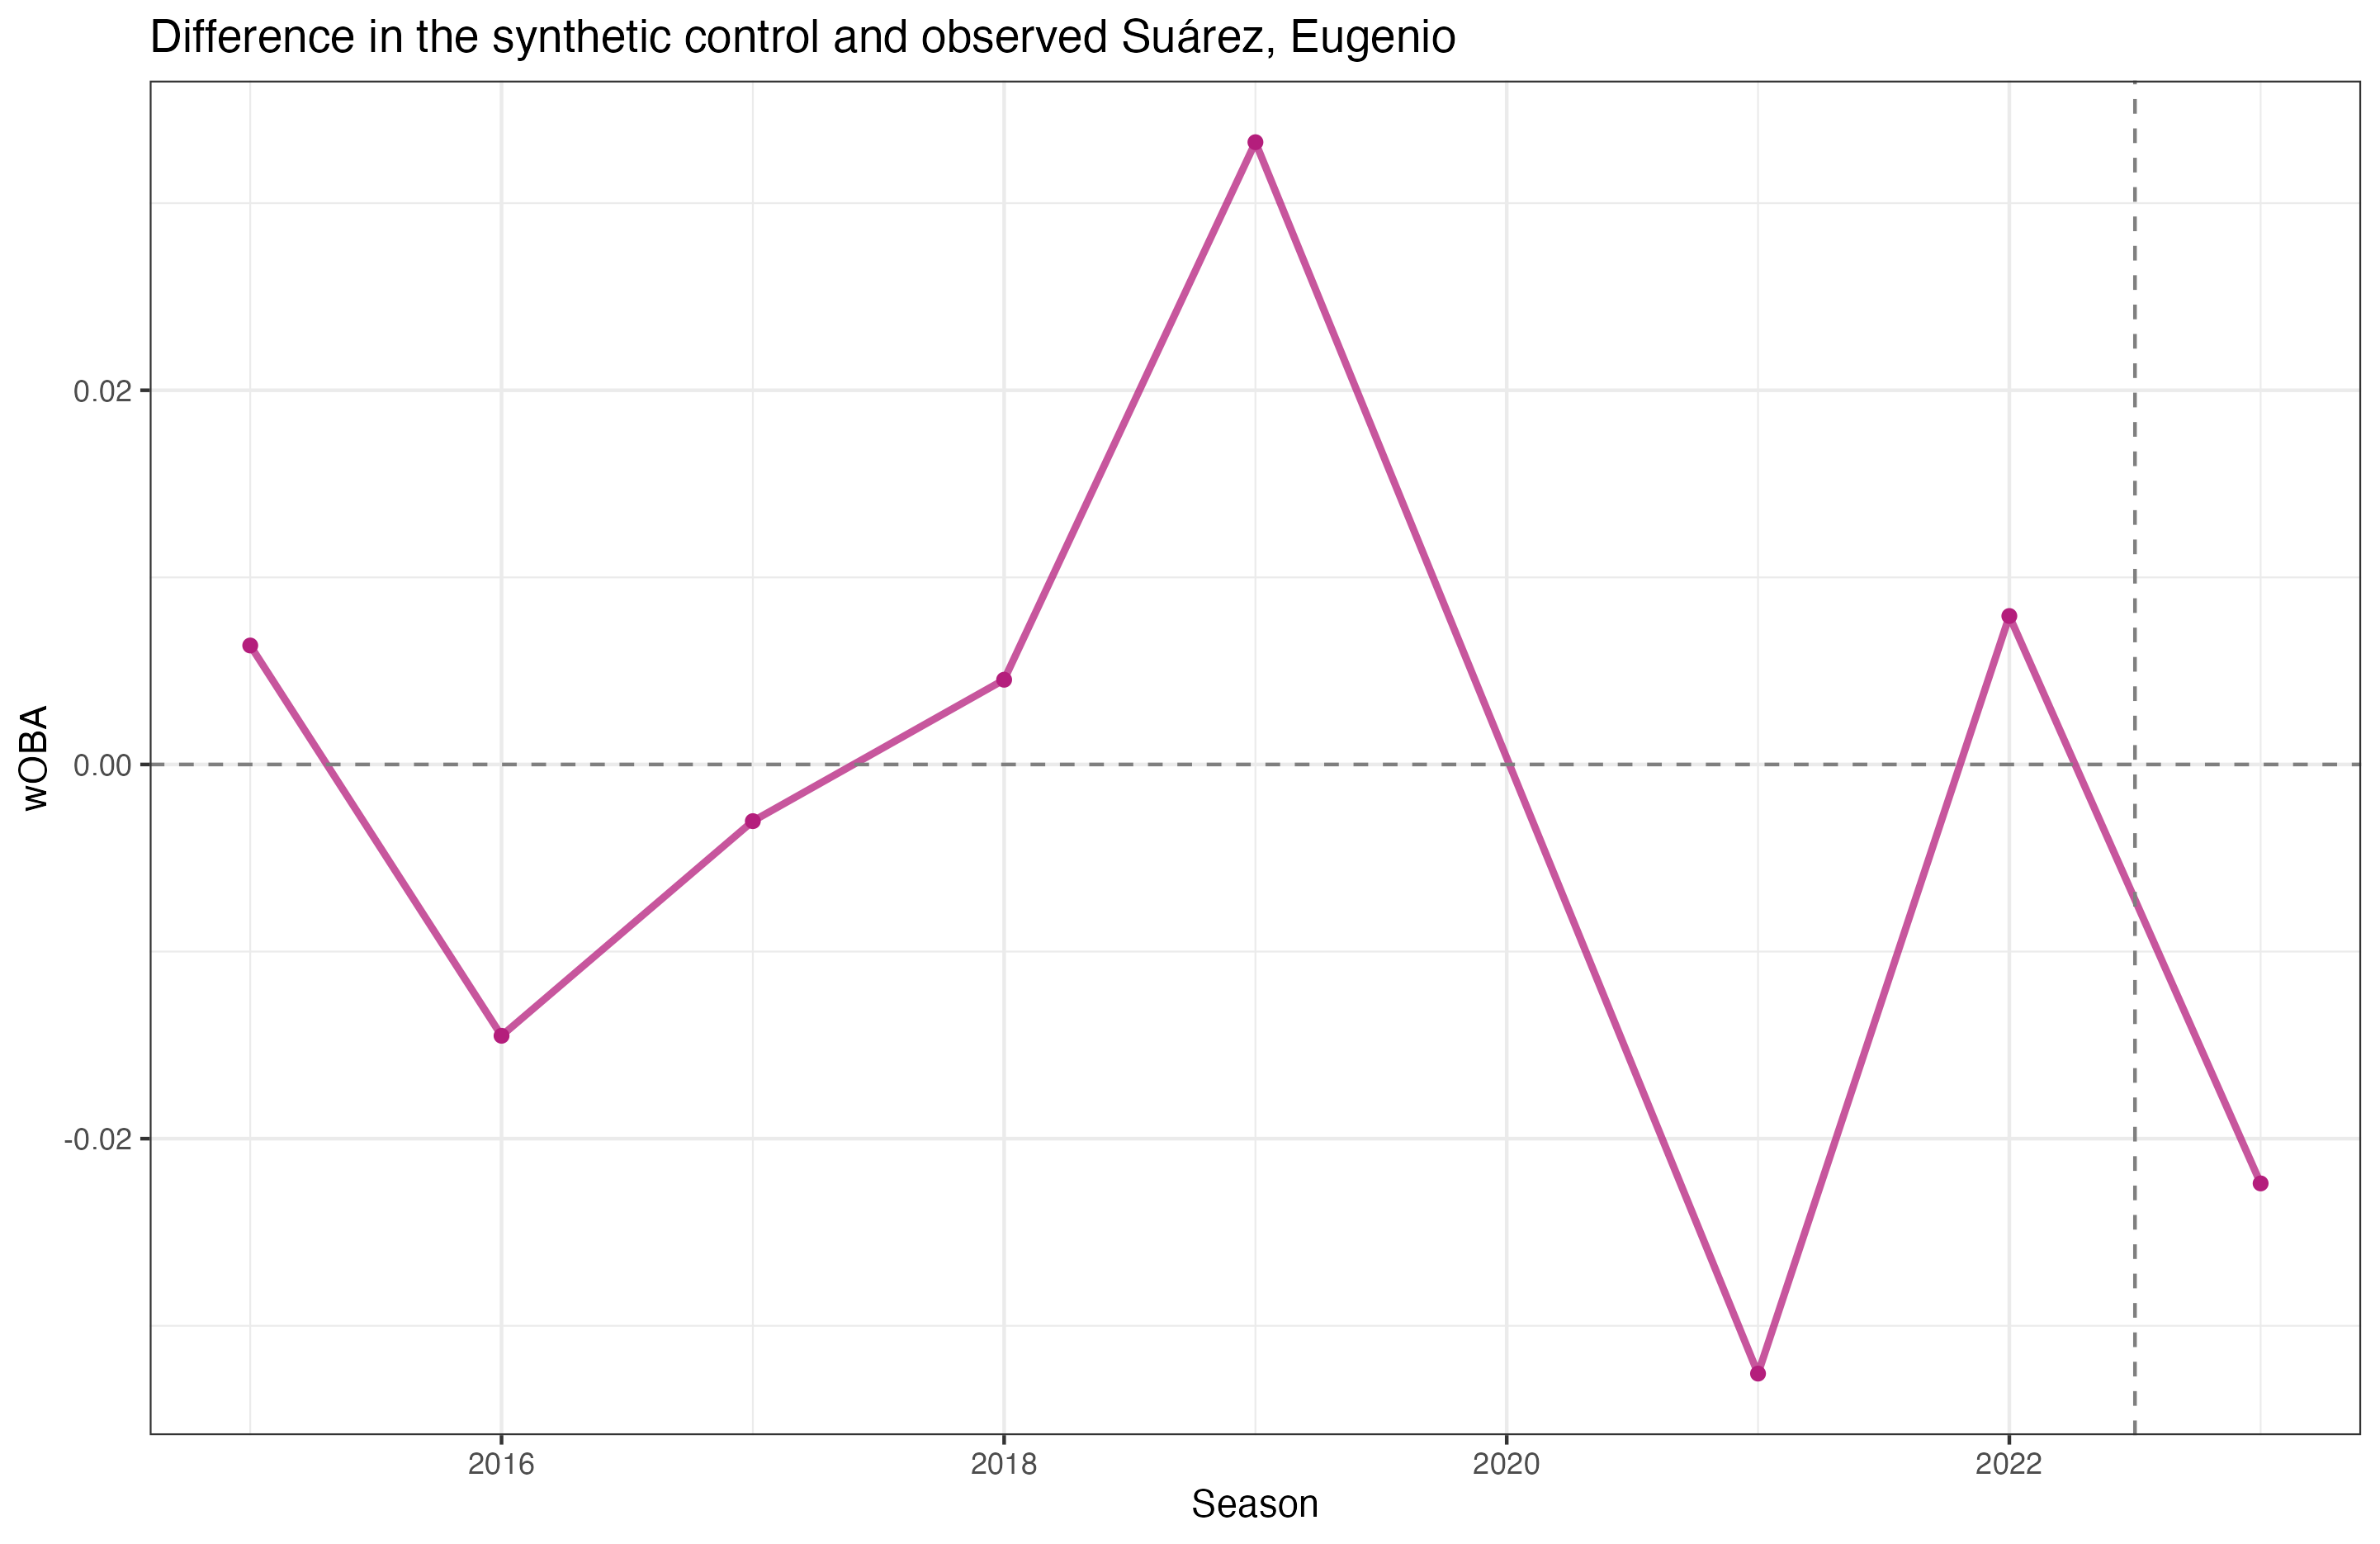 Difference in the synthetic control and observed Suárez, Eugenio
wOBA
0.02
0.00
-0.02
2016
2018
2020
2022
Season